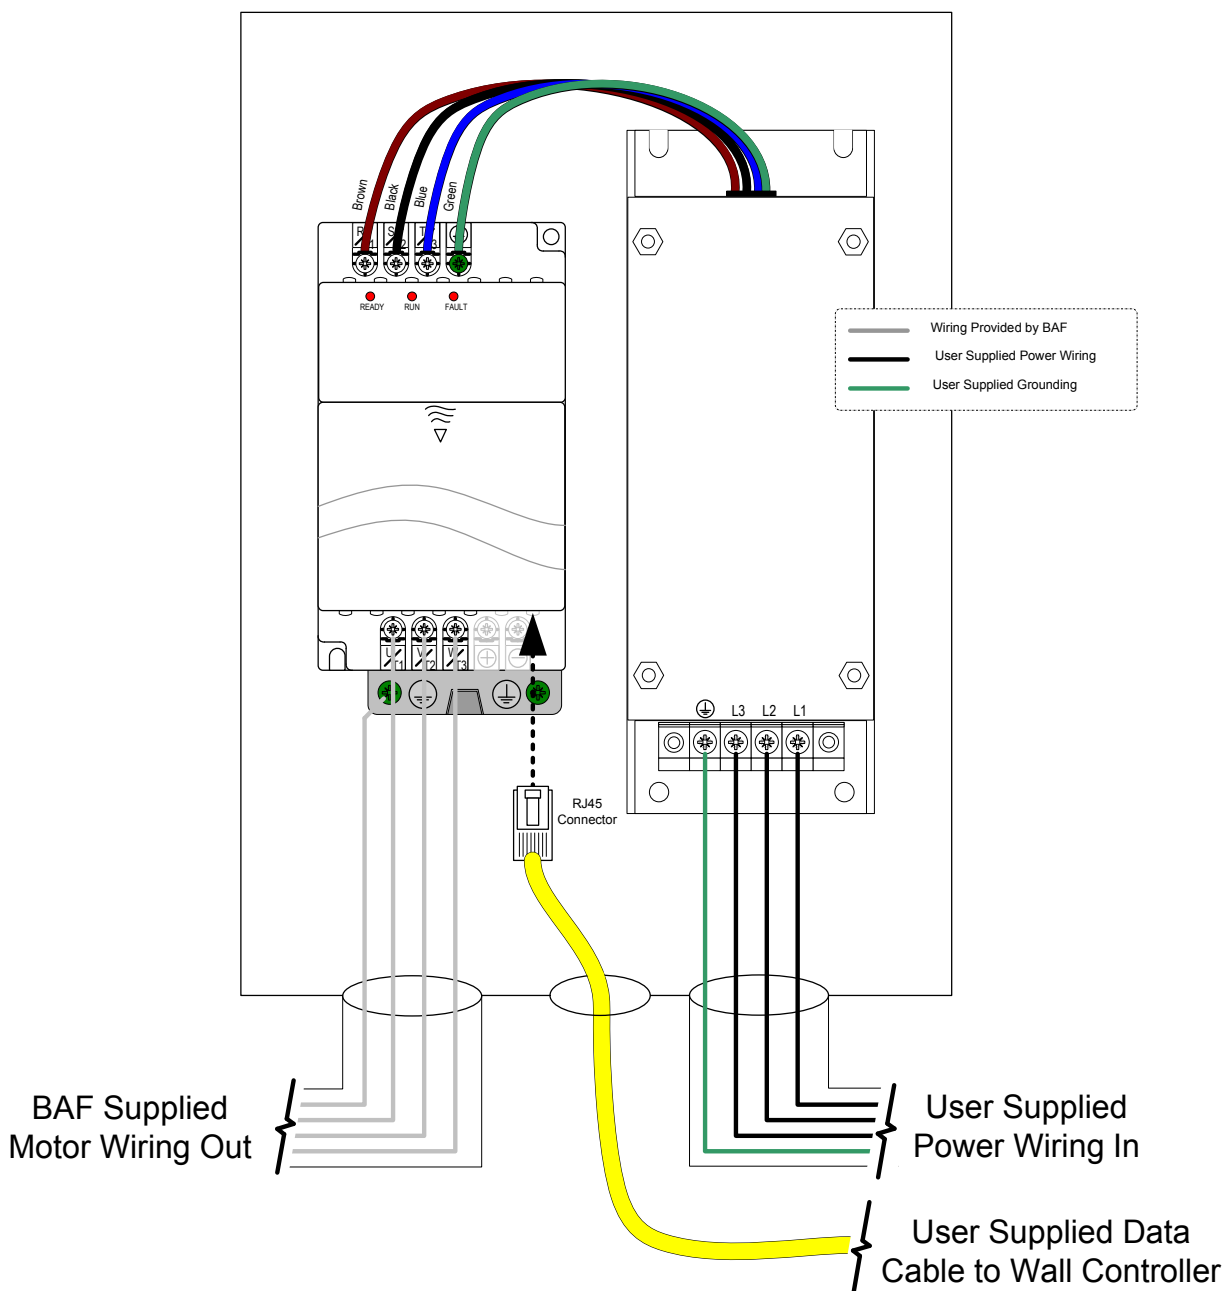 Brown
Black
Blue
Green
READY
RUN
FAULT
Wiring Provided by BAF
User Supplied Power Wiring
User Supplied Grounding
L3
L2
L1
RJ45
Connector
BAF Supplied
Motor Wiring Out
User Supplied
Power Wiring In
User Supplied Data
Cable to Wall Controller